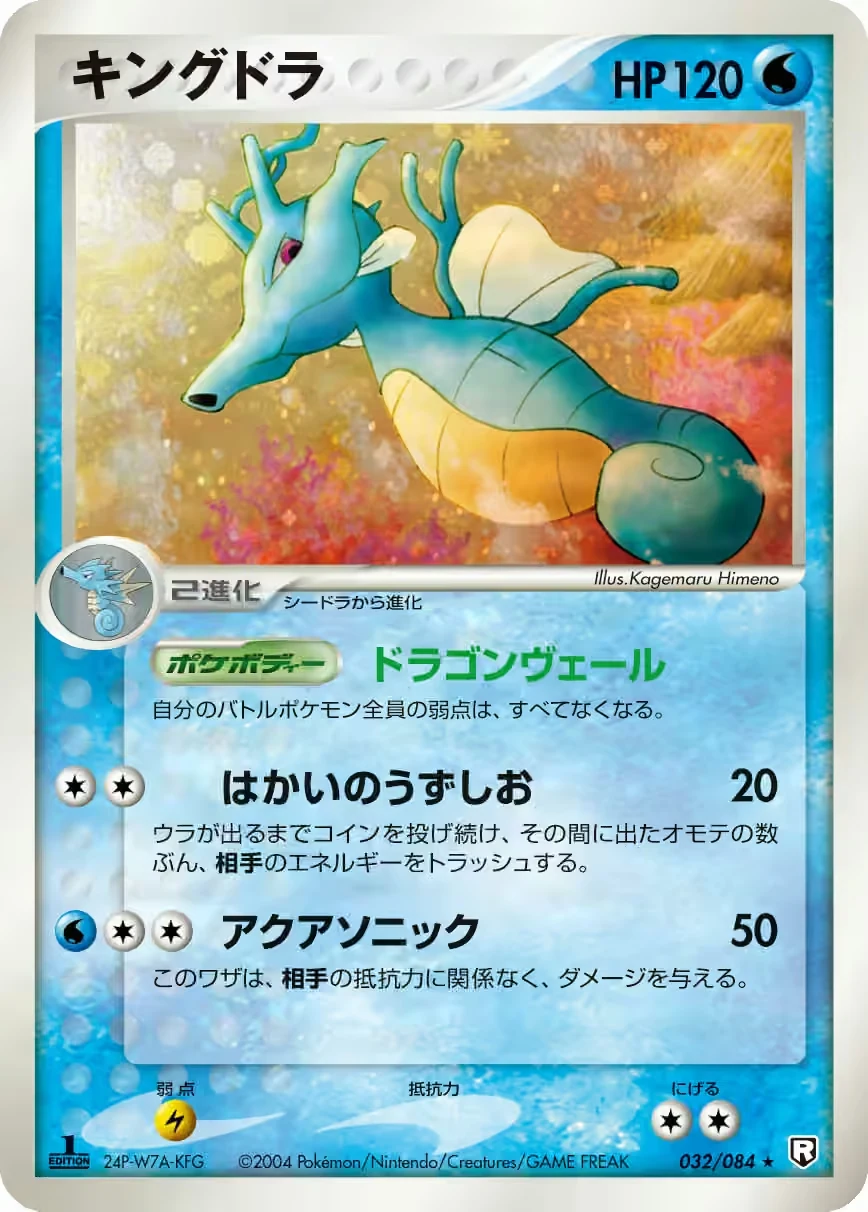 キングドラ
HP120
Illus.Kagemaru Himeno
2進化
シードラから進化
ポケボディー ドラゴンヴェール
自分のバトルポケモン全員の弱点は、すべてなくなる。
はかいのうずしお 20
ウラが出るまでコインを投げ続け、その間に出たオモテの数
ぶん、相手のエネルギーをトラッシュする。
アクアソニック 50
このワザは、相手の抵抗力に関係なく、ダメージを与える。
弱点 抵抗力 にげる
1 EDITION 24P-W7A-KFG ©2004 Pokémon/Nintendo/Creatures/GAME FREAK 032/084 ★ R